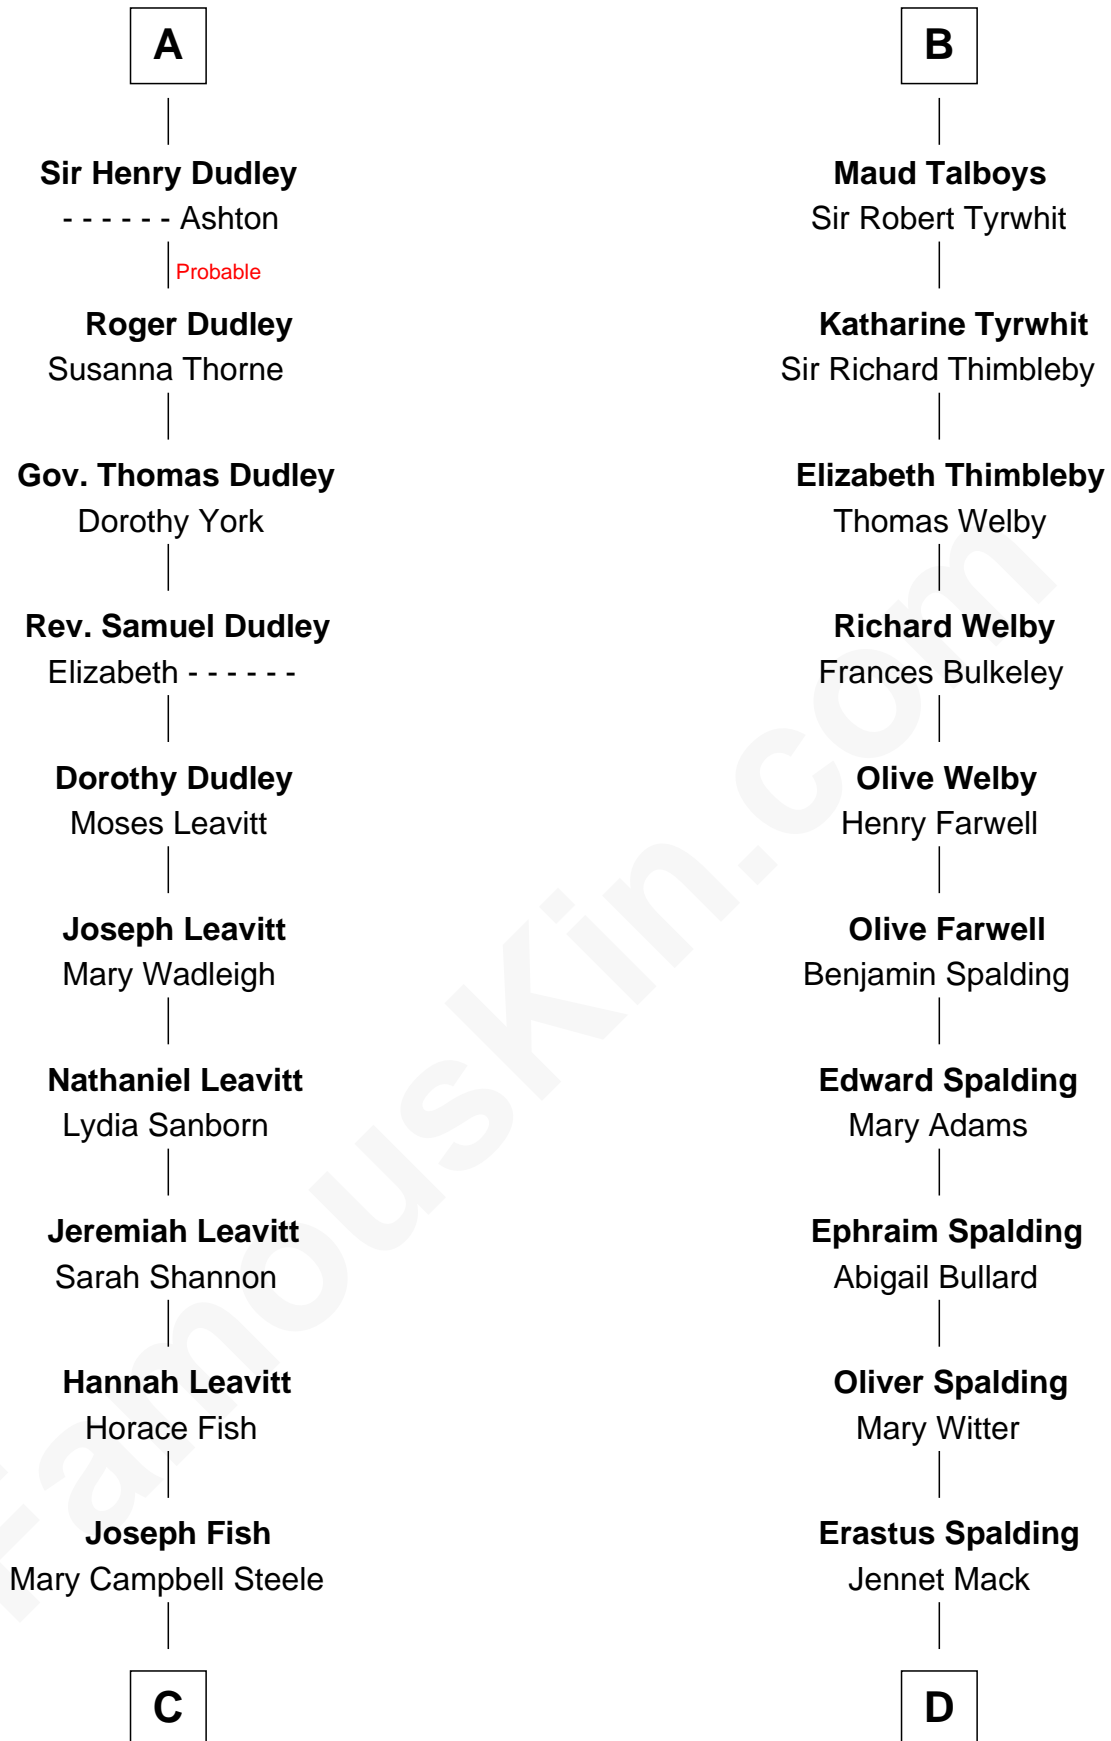 A
Sir Henry Dudley
- - - - - - Ashton
Probable
Roger Dudley
Susanna Thorne
Gov. Thomas Dudley
Dorothy York
Rev. Samuel Dudley
Elizabeth - - - - - -
Dorothy Dudley
Moses Leavitt
Joseph Leavitt
Mary Wadleigh
Nathaniel Leavitt
Lydia Sanborn
Jeremiah Leavitt
Sarah Shannon
Hannah Leavitt
Horace Fish
Joseph Fish
Mary Campbell Steele
C
B
Maud Talboys
Sir Robert Tyrwhit
Katharine Tyrwhit
Sir Richard Thimbleby
Elizabeth Thimbleby
Thomas Welby
Richard Welby
Frances Bulkeley
Olive Welby
Henry Farwell
Olive Farwell
Benjamin Spalding
Edward Spalding
Mary Adams
Ephraim Spalding
Abigail Bullard
Oliver Spalding
Mary Witter
Erastus Spalding
Jennet Mack
D
FamousKin.com